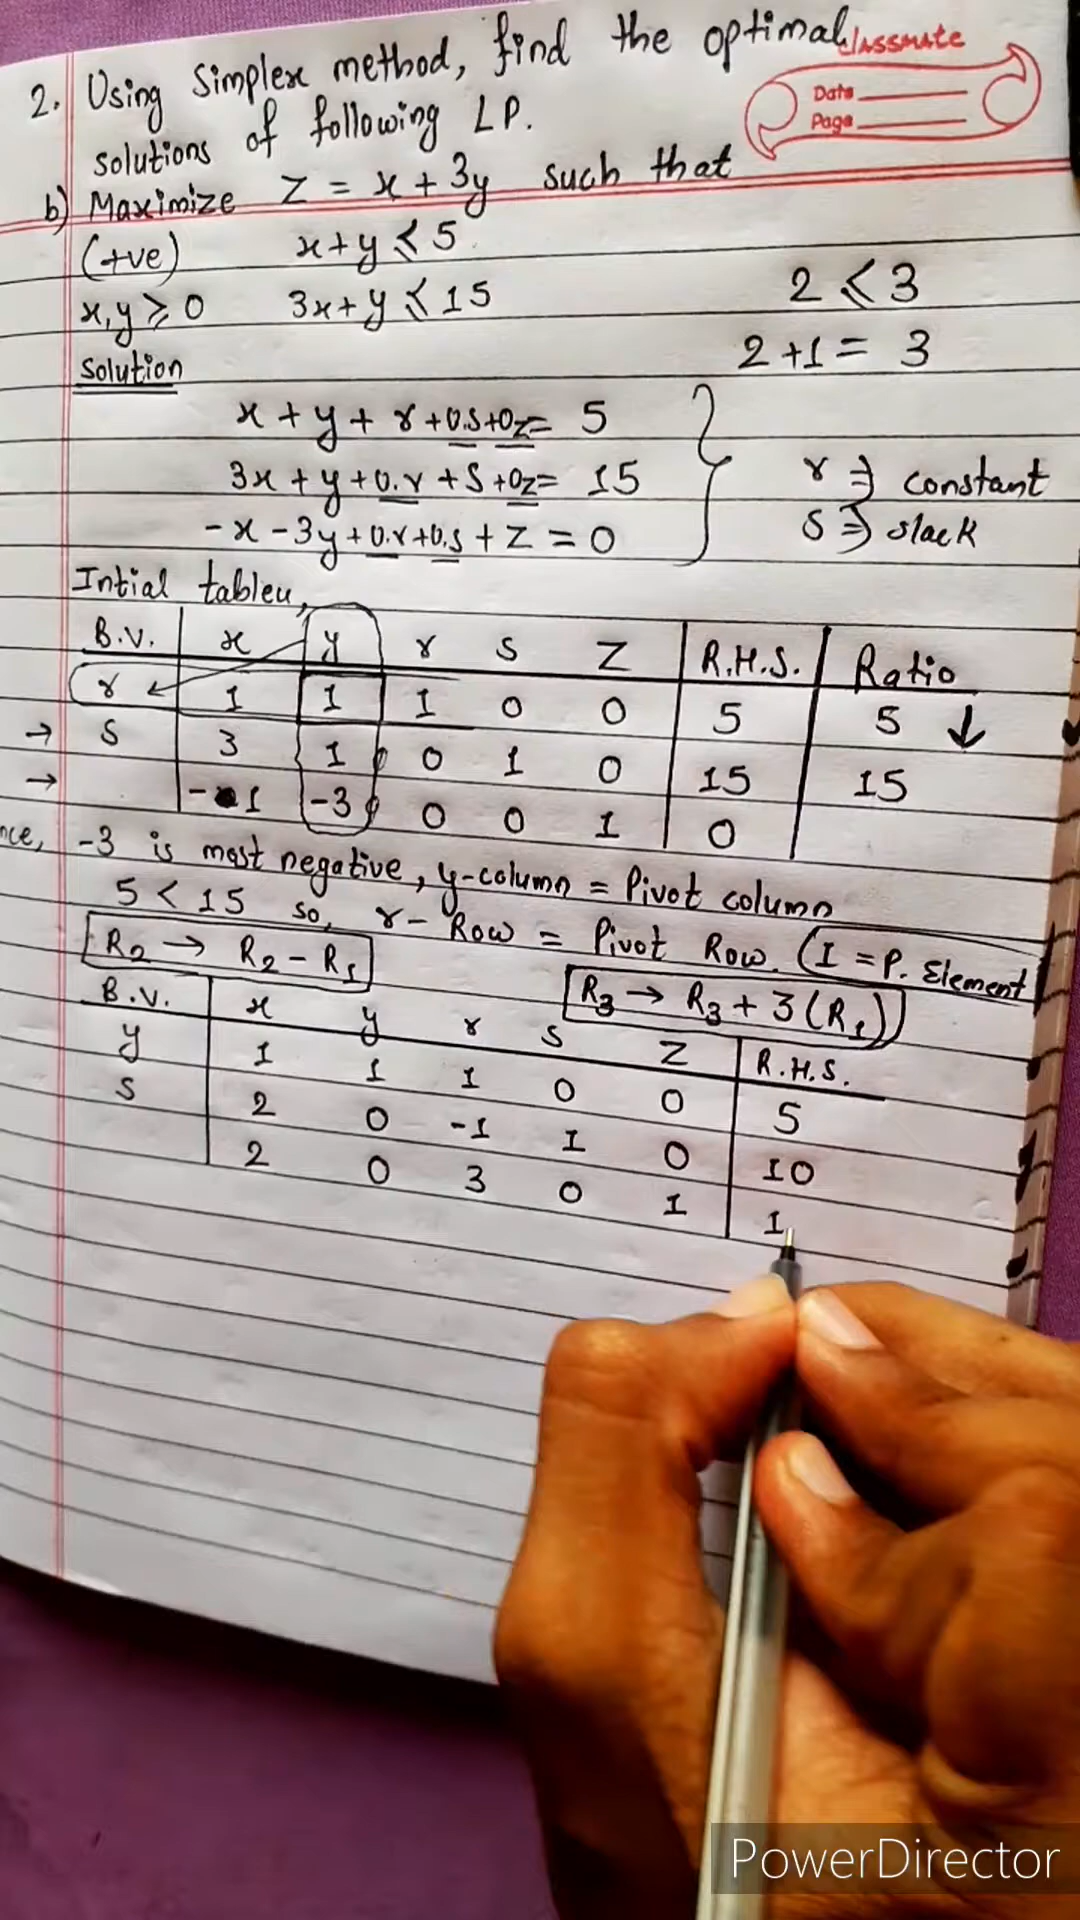 2. Using Simplex method, find the optimal
classmate
Date
Page
solutions of following LP.
b) Maximize Z = x + 3y such that
(+ve) x+y ≤ 5
x,y ≥ 0 3x+y ≤ 15 2 ≤ 3
Solution 2 +1 = 3
x + y + r + 0.s + 0z = 5
3x + y + 0.r + s + 0z = 15 r ⇒ constant
-x - 3y + 0.r + 0.s + Z = 0 s ⇒ slack
Intial tableu,
B.V. x y r s Z R.H.S. Ratio
r 1 1 1 0 0 5 5 ↓
→ s 3 1 0 1 0 15 15
→ -1 -3 0 0 1 0
nce, -3 is most negative, y-column = Pivot column
5 < 15 so, r- Row = Pivot Row. (1 = P. Element
R2 → R2 - R1
R3 → R3 + 3(R1)
B.V. x y r s Z R.H.S.
y 1 1 1 0 0 5
s 2 0 -1 1 0 10
2 0 3 0 1 1
PowerDirector